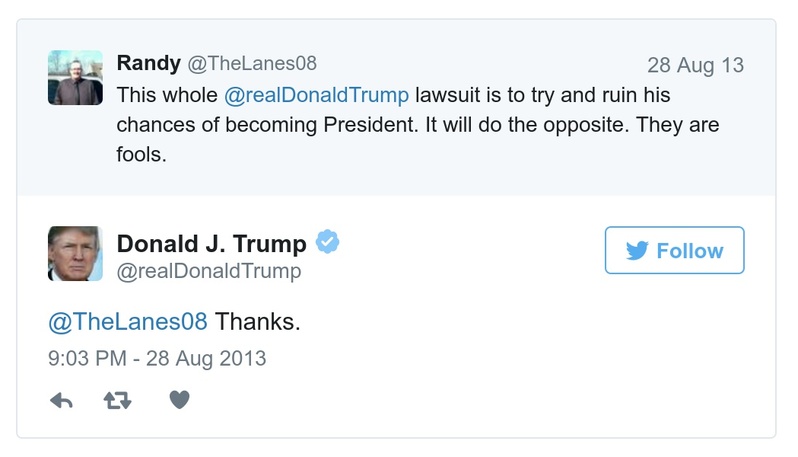 Randy @TheLanes08 28 Aug 13
This whole @realDonaldTrump lawsuit is to try and ruin his
chances of becoming President. It will do the opposite. They are
fools.
Donald J. Trump
@realDonaldTrump
Follow
@TheLanes08 Thanks.
9:03 PM - 28 Aug 2013